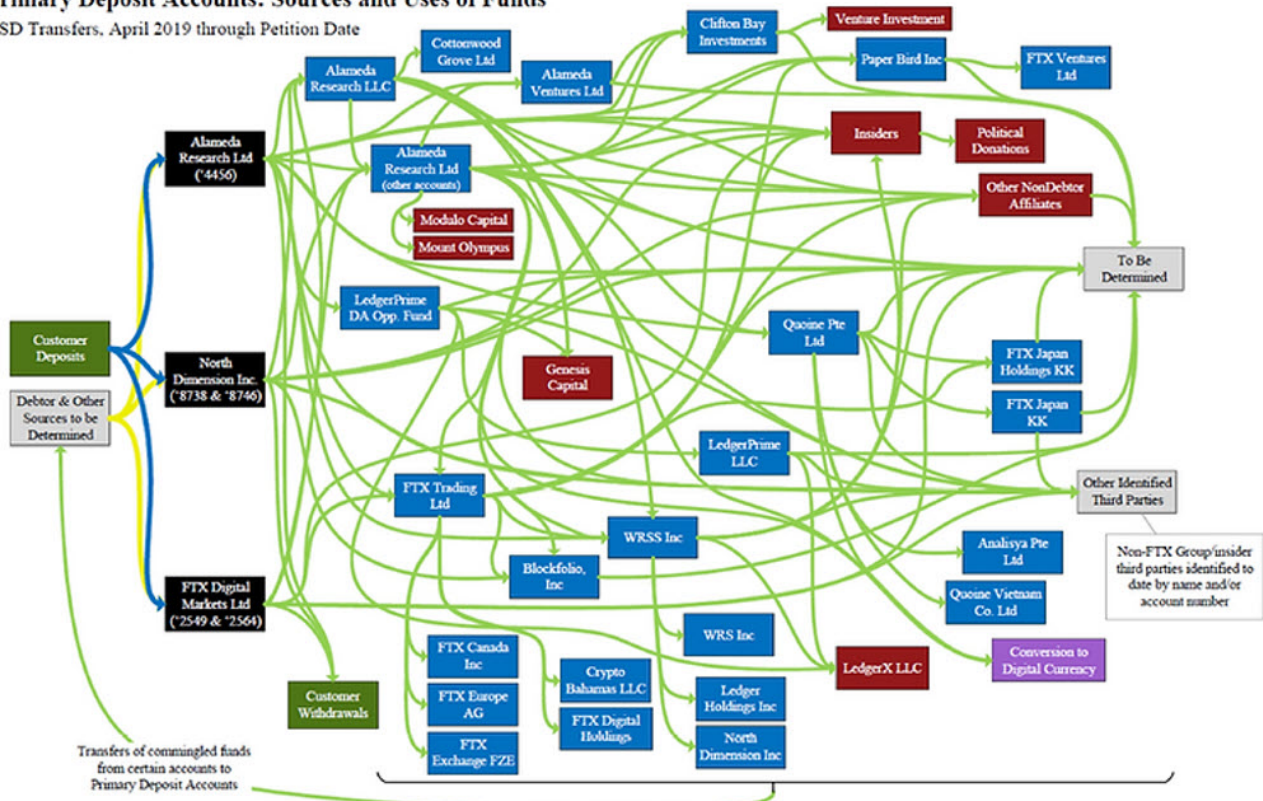 Primary Deposit Accounts: Sources and Uses of Funds
SD Transfers, April 2019 through Petition Date
Clifton Bay
Investments
Venture Investment
Cottonwood
Grove Ltd
Paper Bird Inc
FTX Ventures
Ltd
Alameda
Research LLC
Alameda
Ventures Ltd
Insiders
Political
Donations
Alameda
Research Ltd
(*4456)
Alameda
Research Ltd
(other accounts)
Other NonDebtor
Affiliates
Modulo Capital
Mount Olympus
To Be
Determined
LedgerPrime
DA Opp. Fund
Quoine Pte
Ltd
Customer
Deposits
North
Dimension Inc.
(*8738 & *8746)
Genesis
Capital
FTX Japan
Holdings KK
Debtor & Other
Sources to be
Determined
FTX Japan
KK
LedgerPrime
LLC
FTX Trading
Ltd
Other Identified
Third Parties
WRSS Inc
Analisya Pte
Ltd
Non-FTX Group/insider
third parties identified to
date by name and/or
account number
Blockfolio,
Inc
FTX Digital
Markets Ltd
(*2549 & *2564)
Quoine Vietnam
Co. Ltd
WRS Inc
FTX Canada
Inc
Conversion to
Digital Currency
LedgerX LLC
Crypto
Bahamas LLC
Customer
Withdrawals
FTX Europe
AG
Ledger
Holdings Inc
FTX Digital
Holdings
FTX
Exchange FZE
North
Dimension Inc
Transfers of commingled funds
from certain accounts to
Primary Deposit Accounts